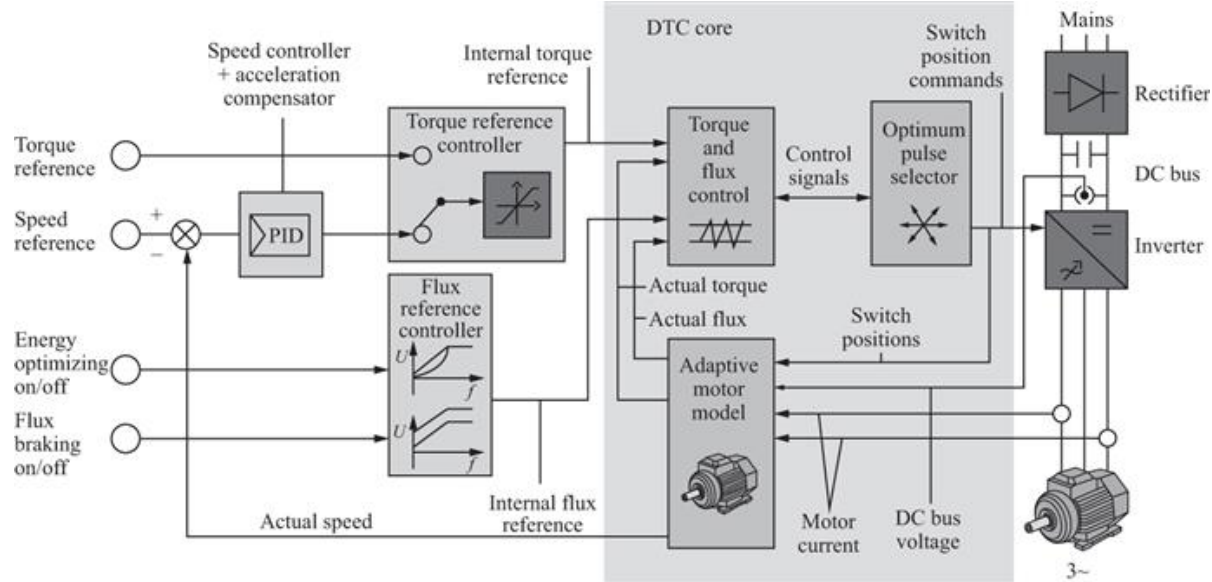 Mains
DTC core
Switch
position
commands
Internal torque
reference
Speed controller
+ acceleration
compensator
Rectifier
Torque
reference
Torque reference
controller
Torque
and
flux
control
Control
signals
Optimum
pulse
selector
DC bus
Speed
reference
+
−
PID
Inverter
=
Flux
reference
controller
U
f
U
f
Actual torque
Actual flux
Switch
positions
Energy
optimizing
on/off
Adaptive
motor
model
Flux
braking
on/off
Internal flux
reference
Actual speed
Motor
current
DC bus
voltage
3~